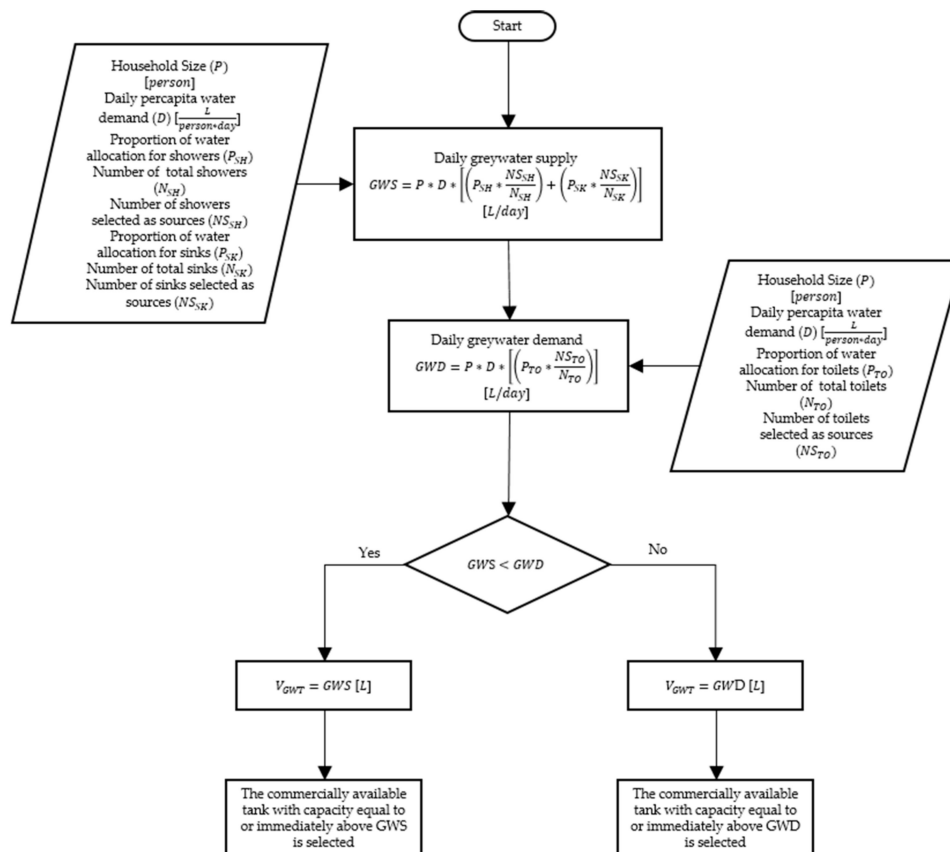 Start
Household Size (P)
[person]
Daily percapita water
demand (D) [L/person∗day]
Proportion of water
allocation for showers (P_SH)
Number of total showers
(N_SH)
Number of showers
selected as sources (NS_SH)
Proportion of water
allocation for sinks (P_SK)
Number of total sinks (N_SK)
Number of sinks selected as
sources (NS_SK)
Daily greywater supply
GWS = P ∗ D ∗ [(P_SH ∗ NS_SH/N_SH) + (P_SK ∗ NS_SK/N_SK)]
[L/day]
Household Size (P)
[person]
Daily percapita water
demand (D) [L/person∗day]
Proportion of water
allocation for toilets (P_TO)
Number of total toilets
(N_TO)
Number of toilets
selected as sources
(NS_TO)
Daily greywater demand
GWD = P ∗ D ∗ [(P_TO ∗ NS_TO/N_TO)]
[L/day]
Yes
GWS < GWD
No
V_GWT = GWS [L]
V_GWT = GWD [L]
The commercially available
tank with capacity equal to
or immediately above GWS
is selected
The commercially available
tank with capacity equal to
or immediately above GWD
is selected